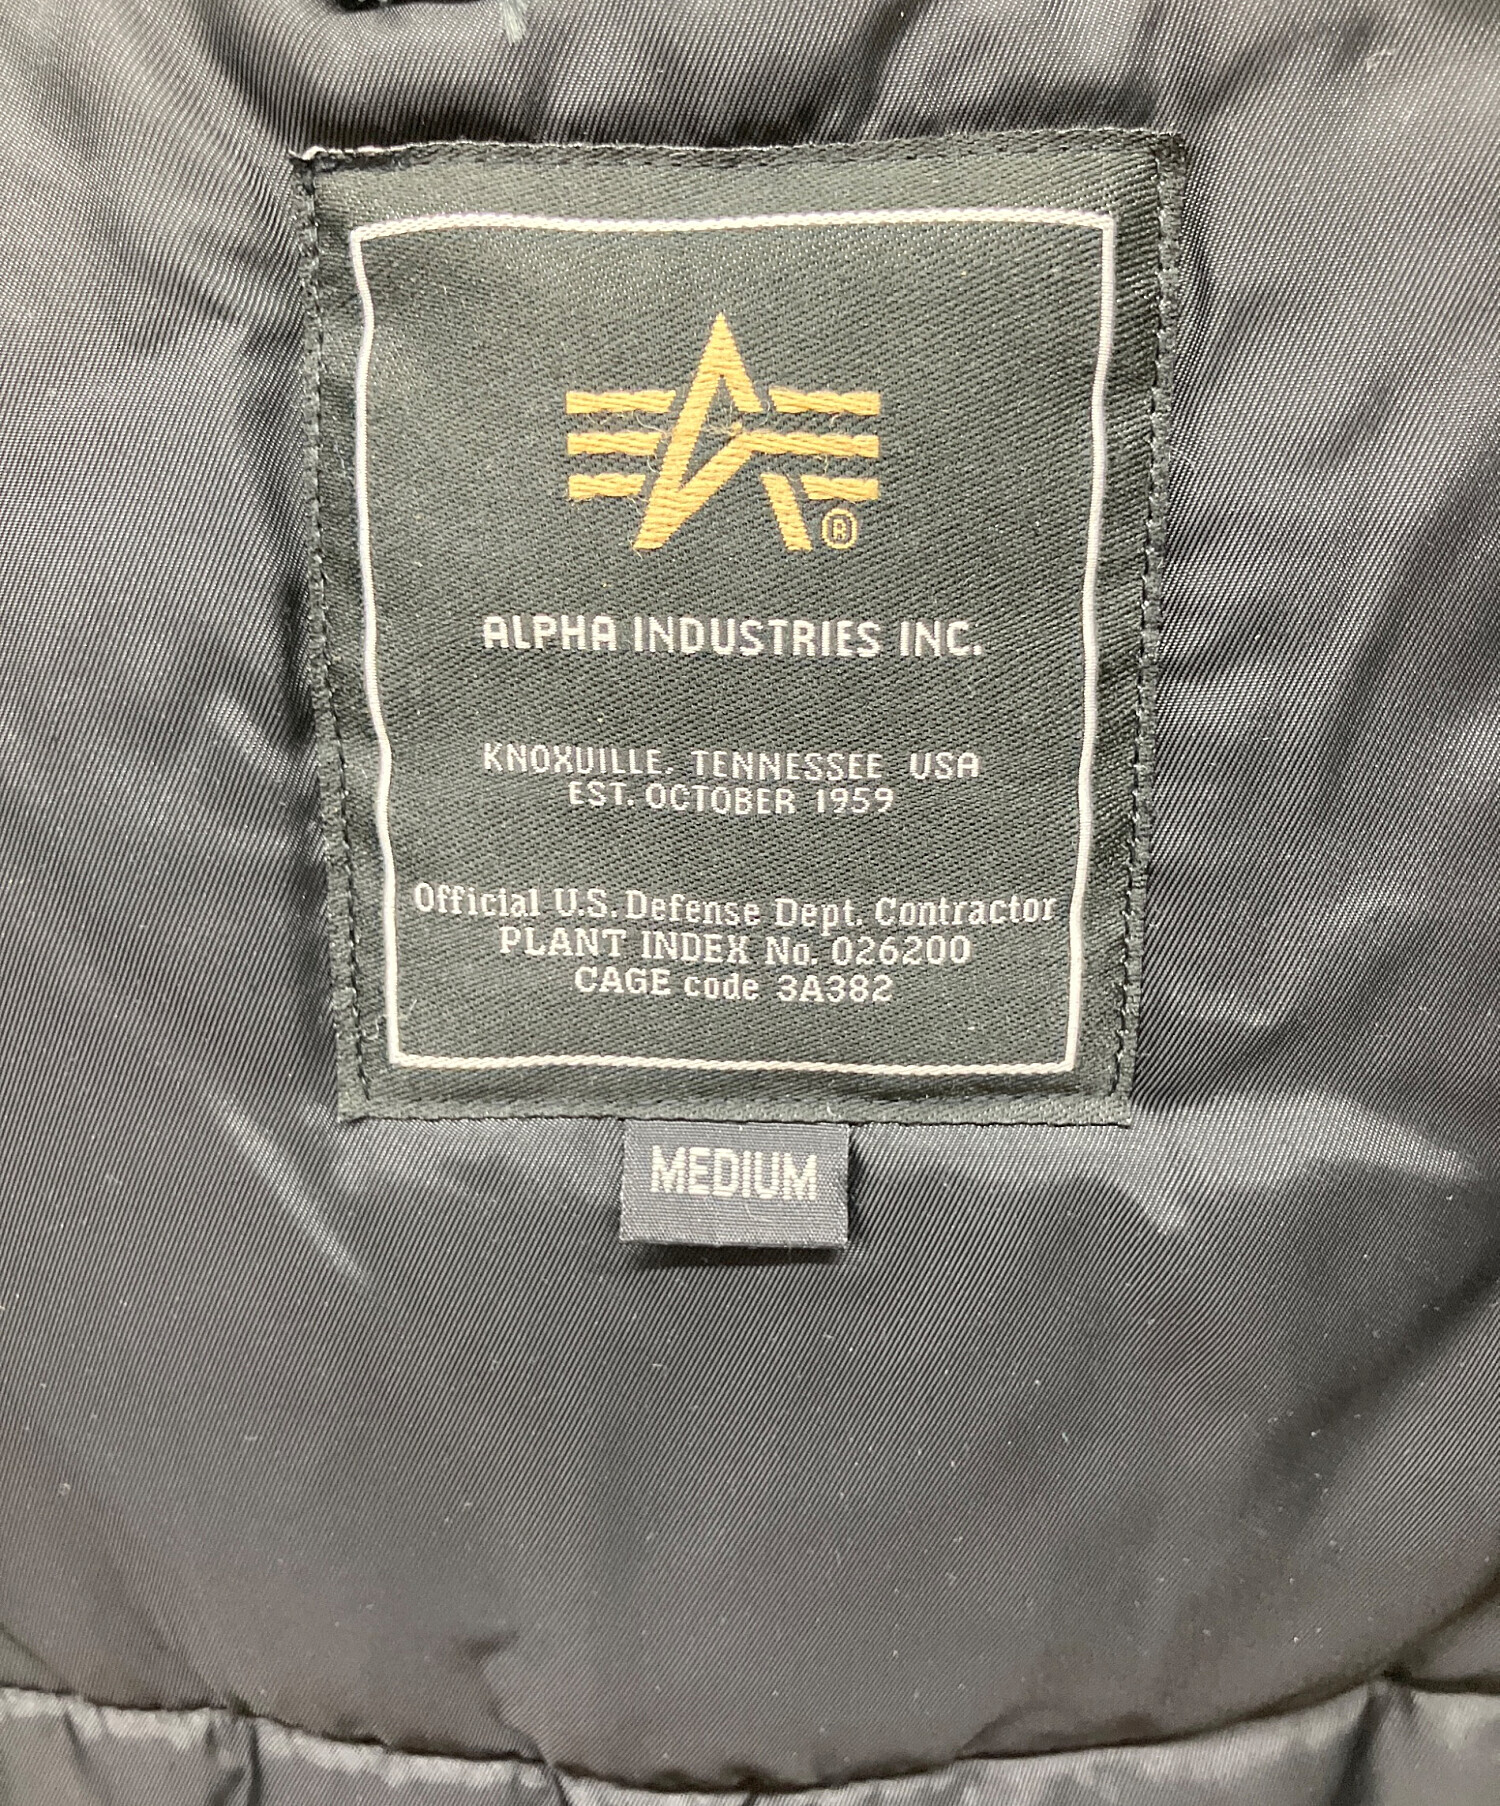 ®
ALPHA INDUSTRIES INC.
KNOXVILLE, TENNESSEE USA
EST. OCTOBER 1959
Official U.S. Defense Dept. Contractor
PLANT INDEX No. 026200
CAGE code 3A382
MEDIUM